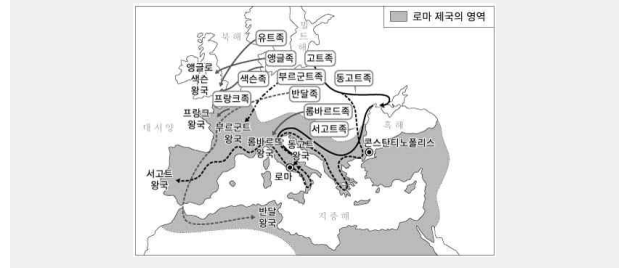 로마 제국의 영역
북 해
발 트 해
유트족
앵글족
고트족
앵글로
색슨
왕국
색슨족
부르군트족
동고트족
프랑크족
반달족
프랑크
왕국
롬바르드족
대 서 양
부르군트
왕국
서고트족
흑 해
롬바르드
왕국
동고트
왕국
콘스탄티노폴리스
서고트
왕국
로마
반달
왕국
지 중 해